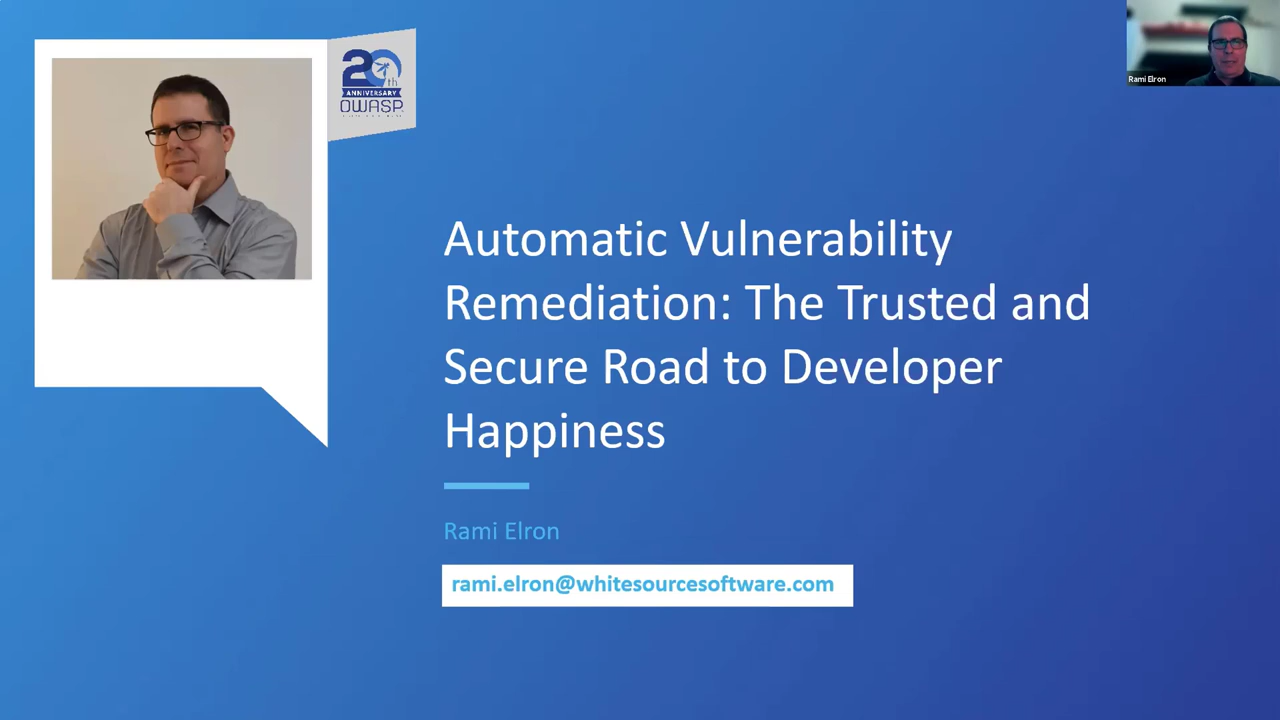 20th
ANNIVERSARY
OWASP
Rami Elron
Automatic Vulnerability
Remediation: The Trusted and
Secure Road to Developer
Happiness
Rami Elron
rami.elron@whitesourcesoftware.com